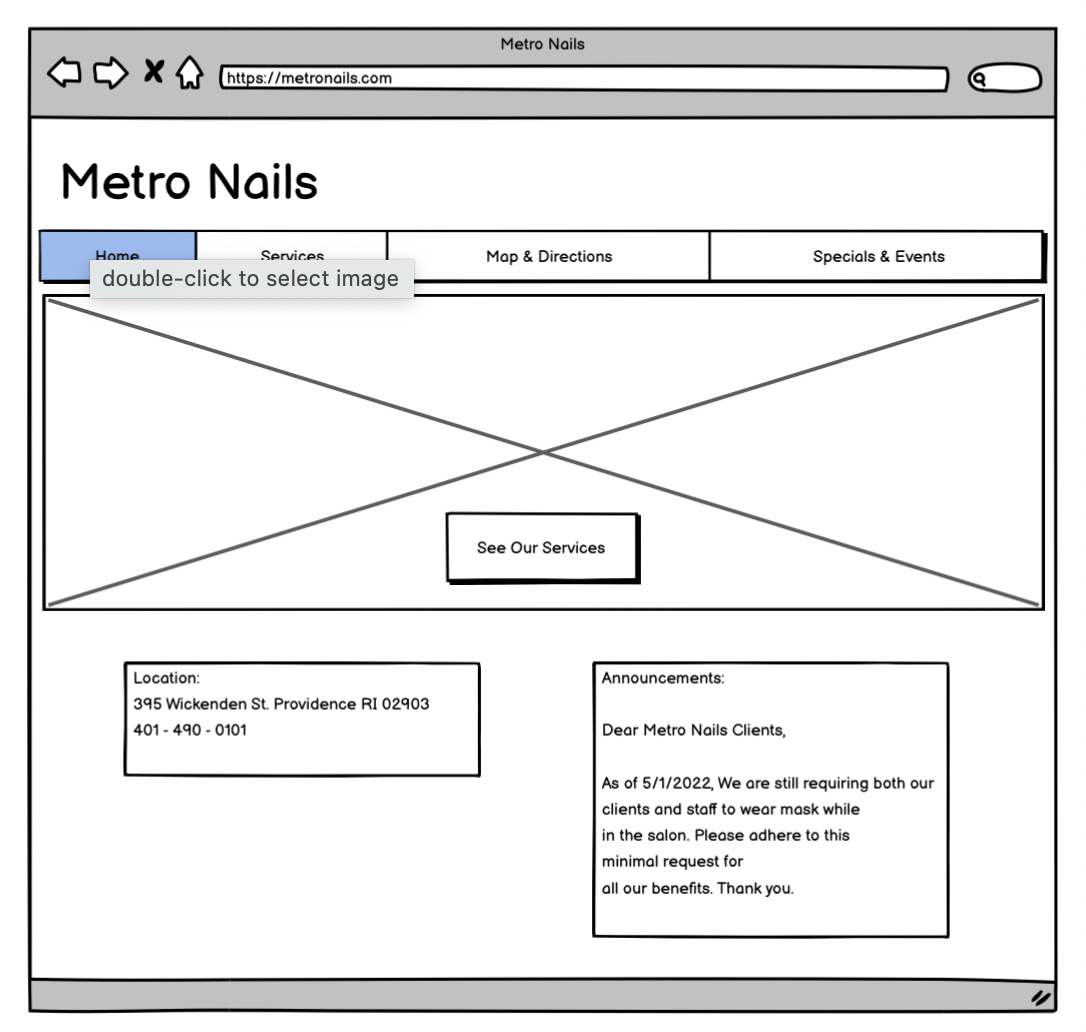 Metro Nails
https://metronails.com
Metro Nails
Home Services Map & Directions Specials & Events
double-click to select image
See Our Services
Location:
395 Wickenden St. Providence RI 02903
401 - 490 - 0101
Announcements:
Dear Metro Nails Clients,
As of 5/1/2022, We are still requiring both our
clients and staff to wear mask while
in the salon. Please adhere to this
minimal request for
all our benefits. Thank you.